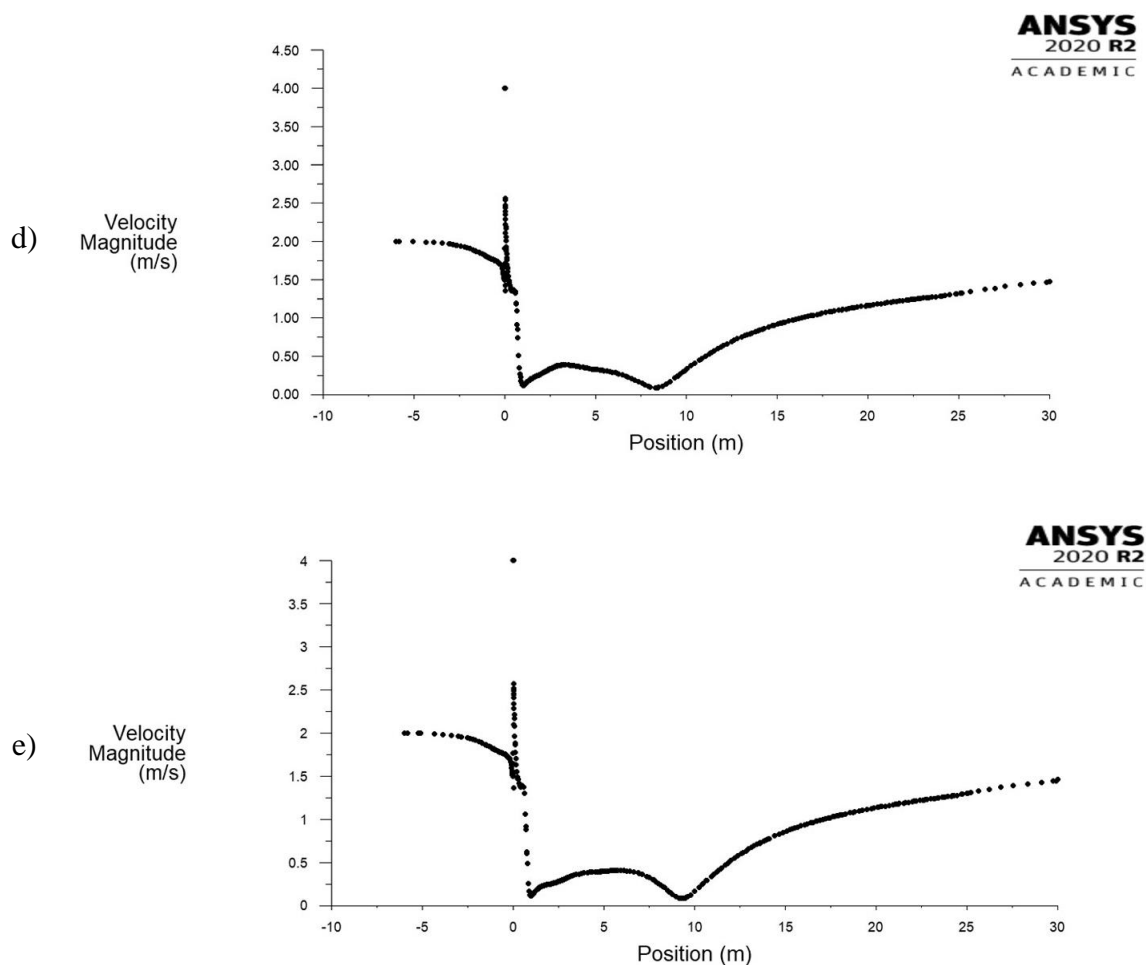 ANSYS
2020 R2
ACADEMIC
4.50
4.00
3.50
3.00
2.50
2.00
1.50
1.00
0.50
0.00
d)
Velocity
Magnitude
(m/s)
-10 -5 0 5 10 15 20 25 30
Position (m)
ANSYS
2020 R2
ACADEMIC
4
3.5
3
2.5
2
1.5
1
0.5
0
e)
Velocity
Magnitude
(m/s)
-10 -5 0 5 10 15 20 25 30
Position (m)